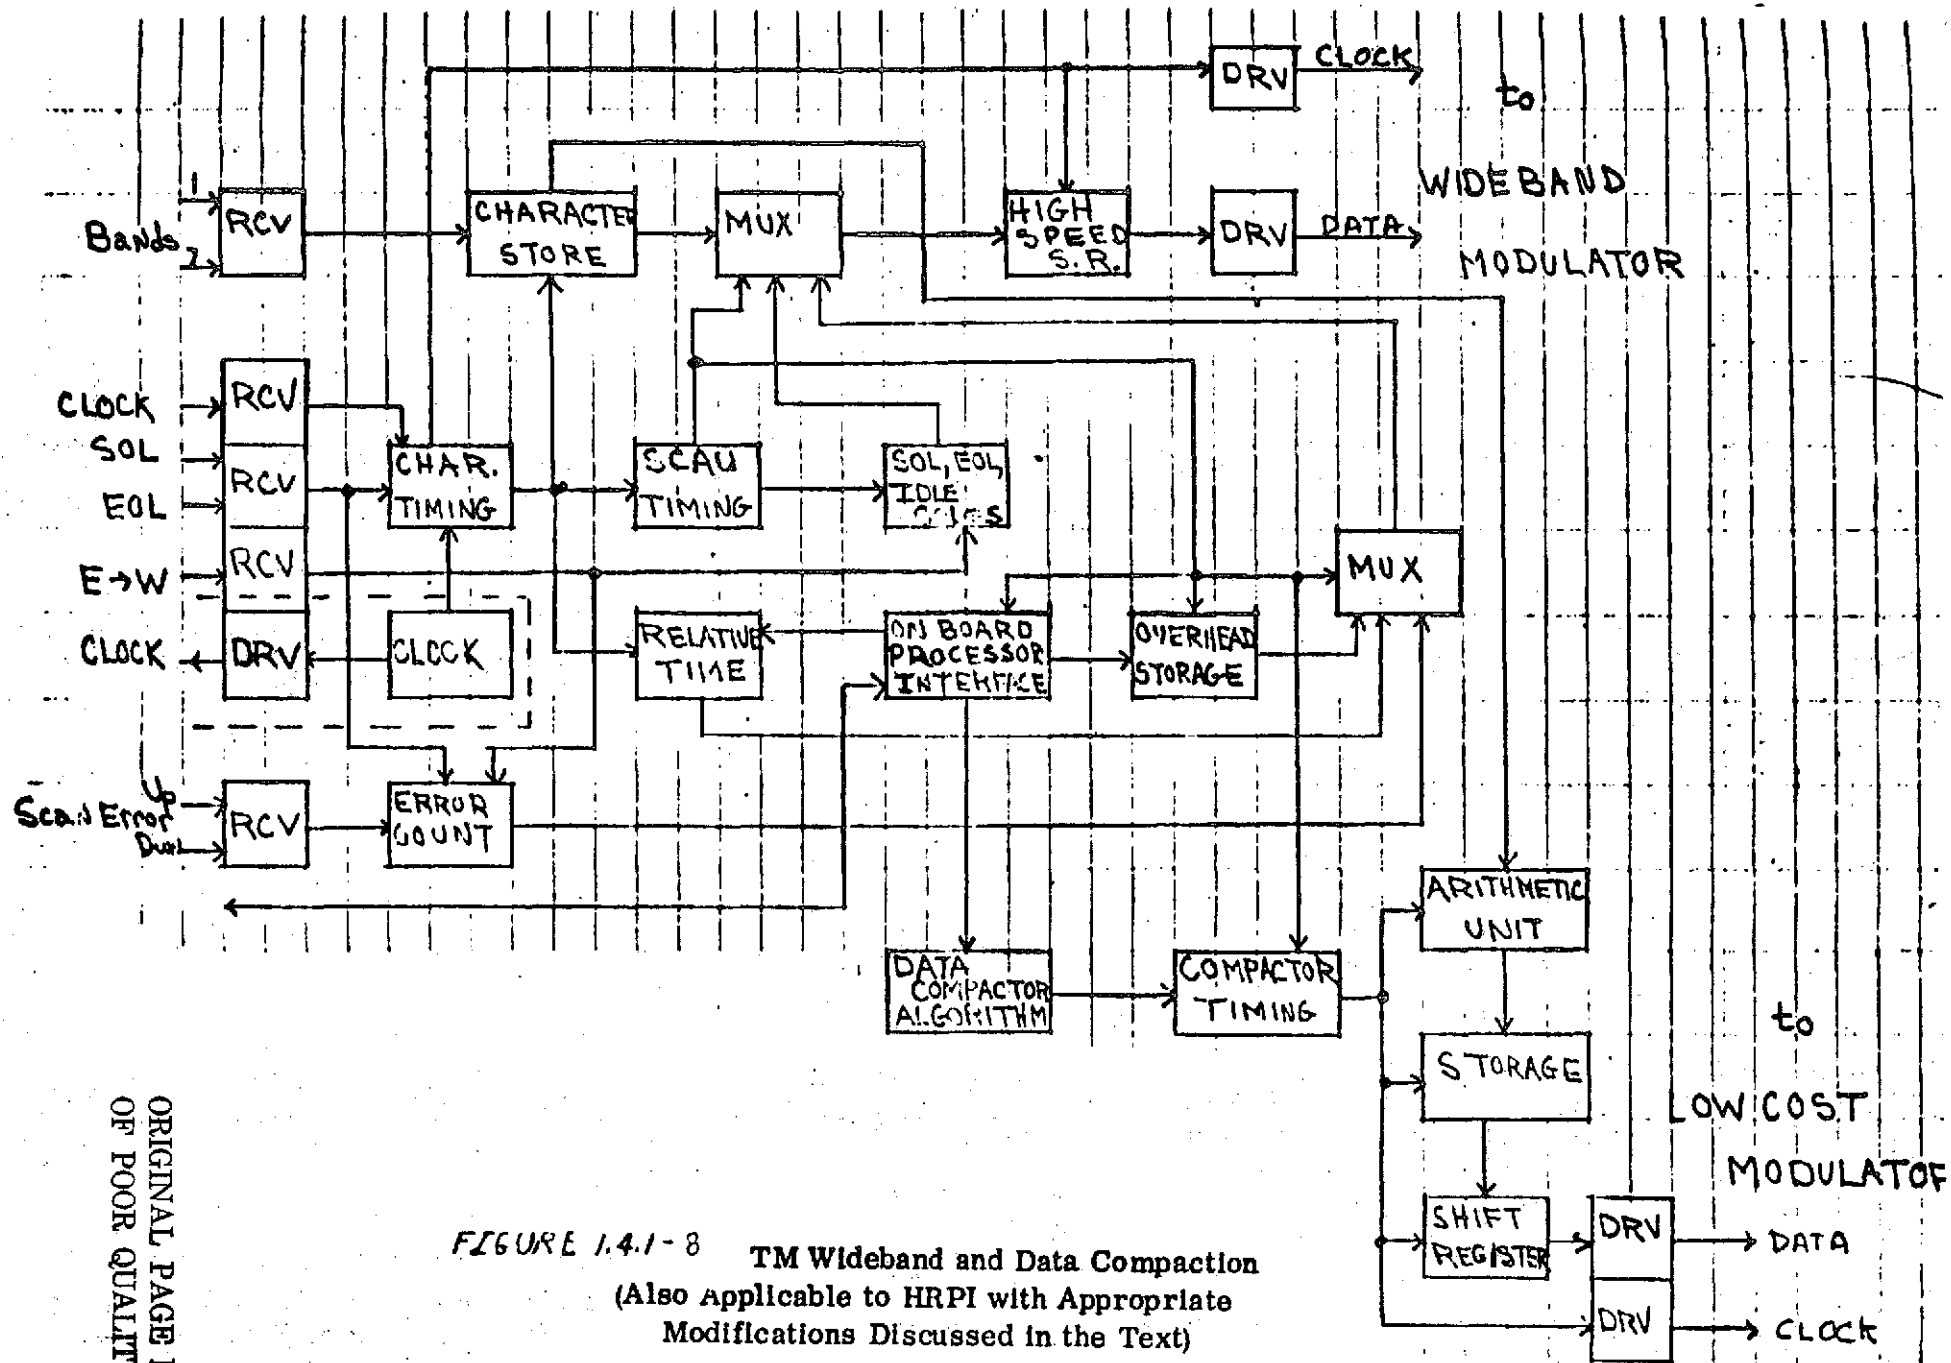 CLOCK
DRV
to
WIDEBAND
MODULATOR
1
Bands
7
RCV
CHARACTER
STORE
MUX
HIGH
SPEED
S.R.
DRV
DATA
CLOCK
SOL
EOL
E→W
CLOCK
RCV
RCV
RCV
DRV
CHAR.
TIMING
CLOCK
SCAN
TIMING
SOL, EOL,
IDLE
RELATIVE
TIME
ON BOARD
PROCESSOR
INTERFACE
OVERHEAD
STORAGE
MUX
Up
Scan Error
RCV
ERROR
COUNT
DATA
COMPACTOR
ALGORITHM
COMPACTOR
TIMING
ARITHMETIC
UNIT
STORAGE
to
LOW COST
MODULATOR
SHIFT
REGISTER
DRV
DATA
DRV
CLOCK
FIGURE 1.4.1-8
TM Wideband and Data Compaction
(Also Applicable to HRPI with Appropriate
Modifications Discussed in the Text)
ORIGINAL PAGE
OF POOR QUALIT